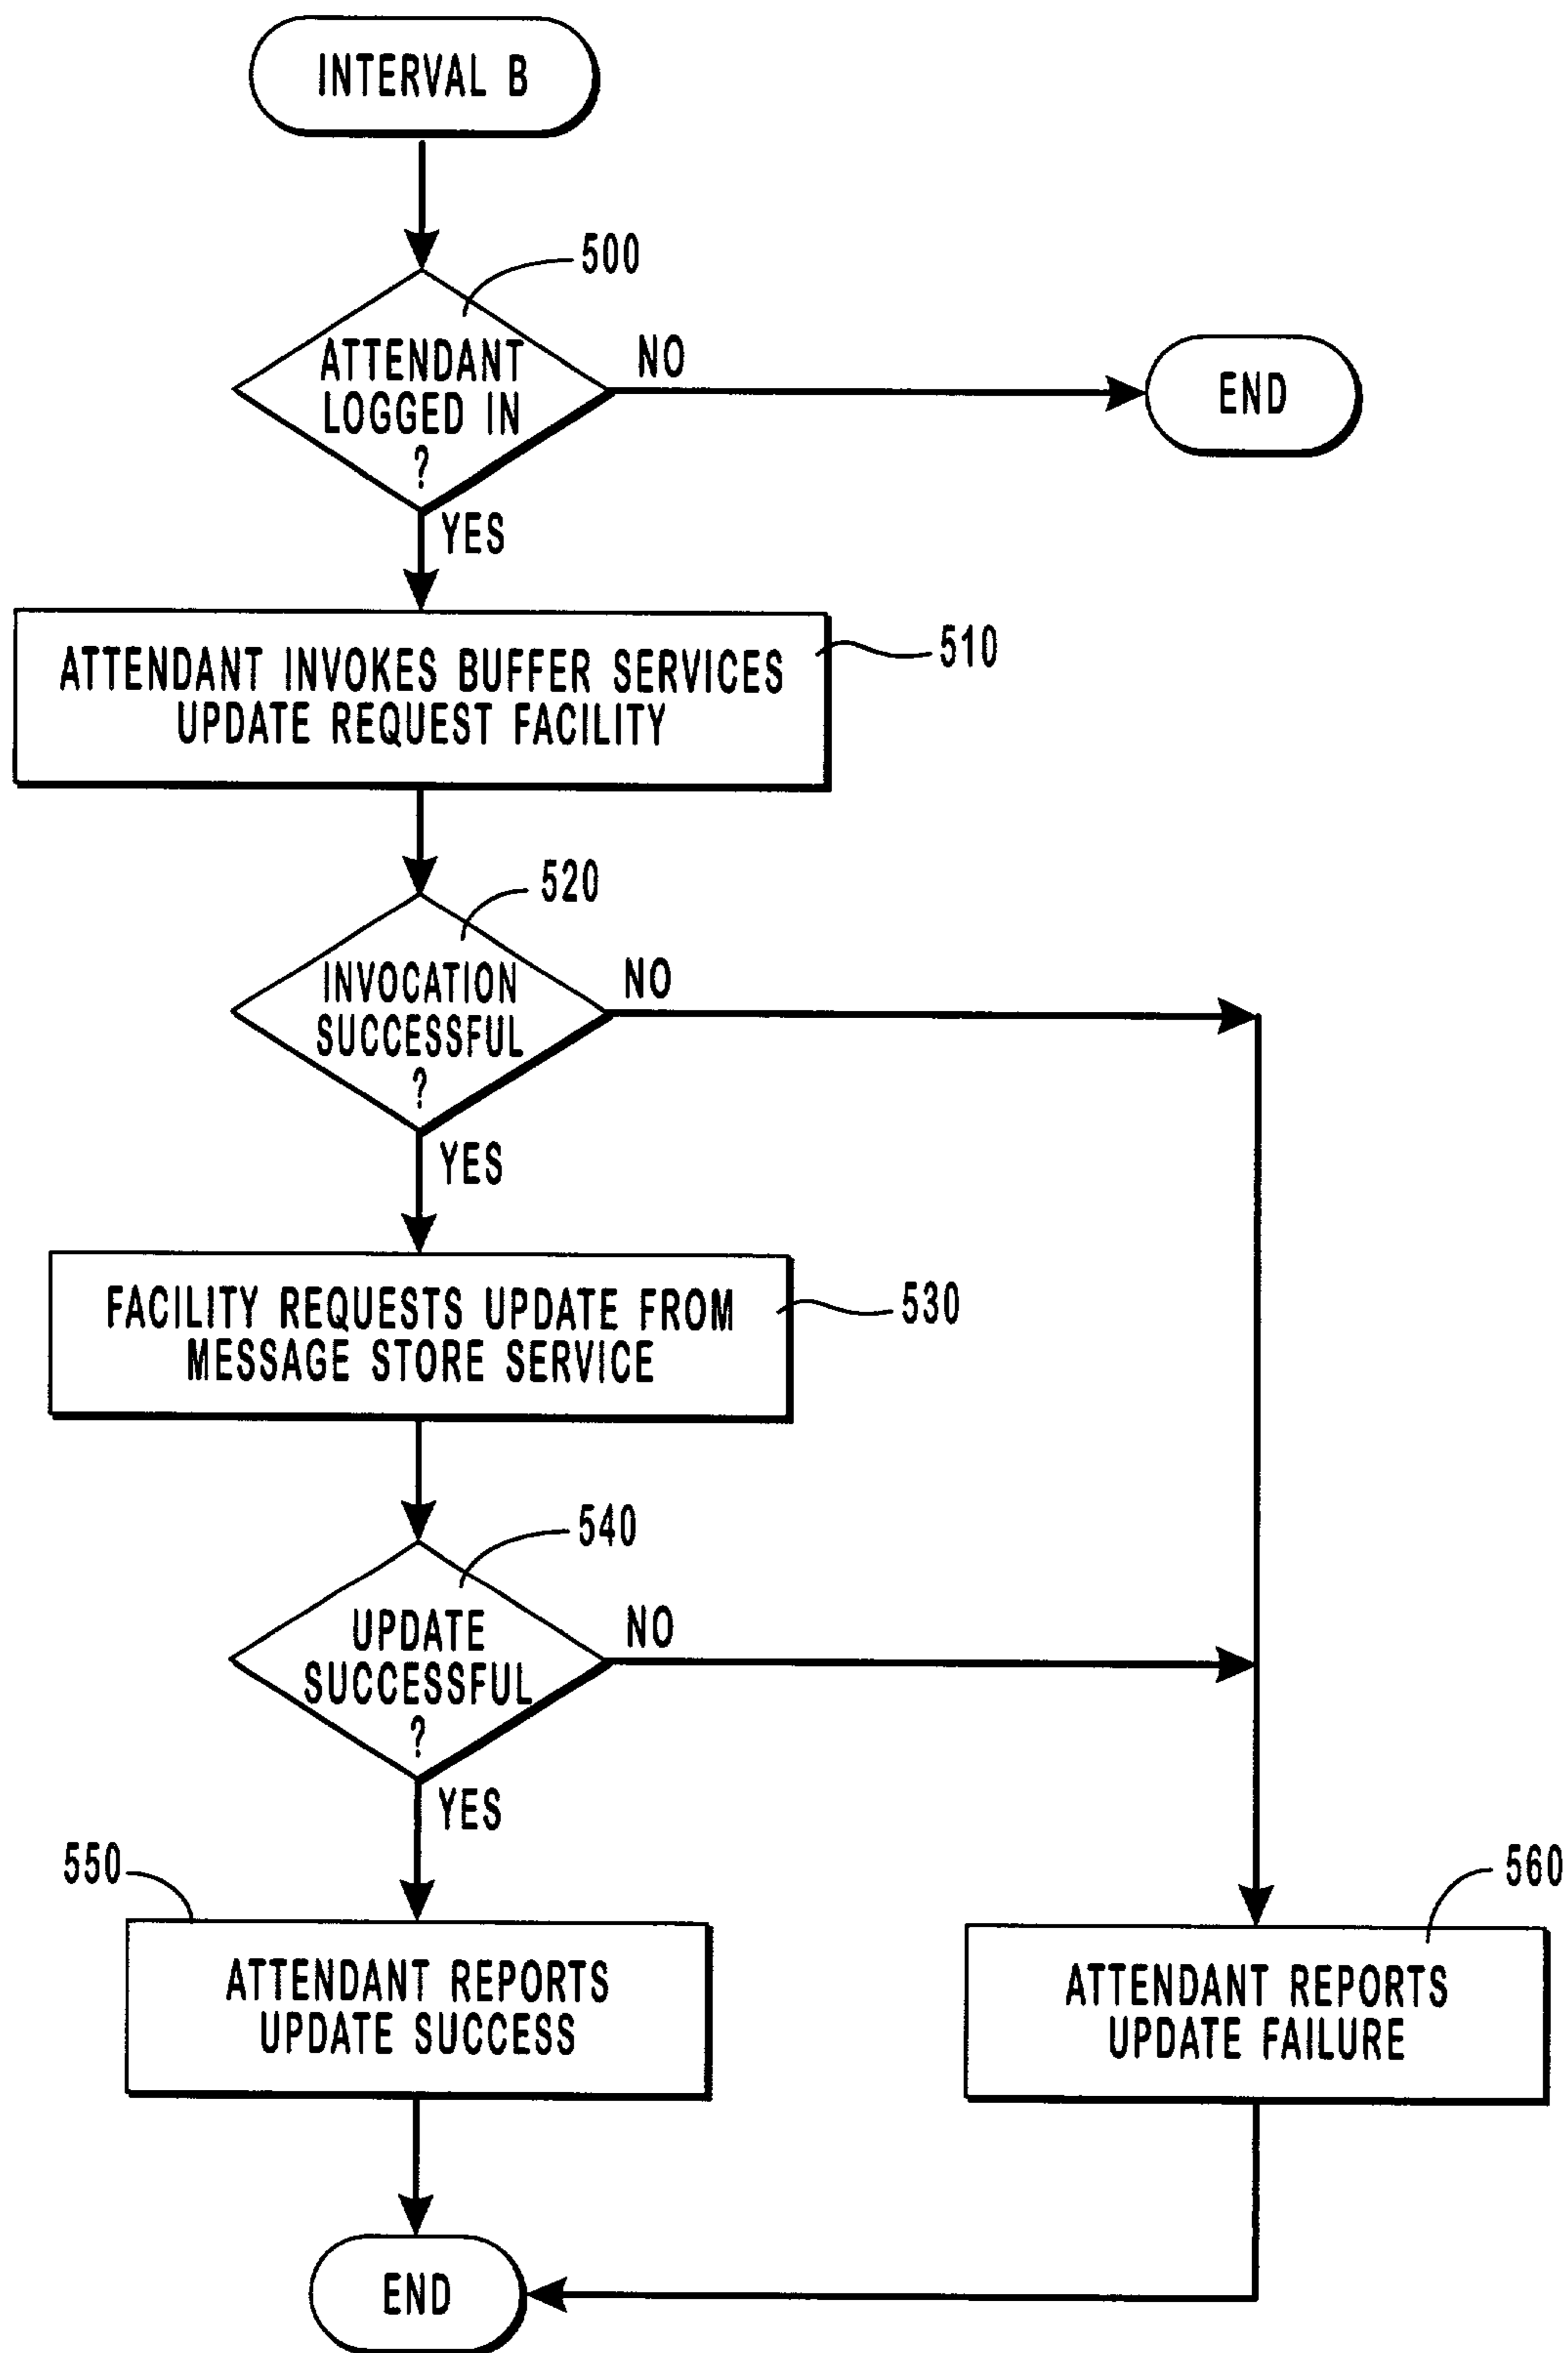 INTERVAL B
500
ATTENDANT
LOGGED IN
?
NO
END
YES
510
ATTENDANT INVOKES BUFFER SERVICES
UPDATE REQUEST FACILITY
520
INVOCATION
SUCCESSFUL
?
NO
YES
530
FACILITY REQUESTS UPDATE FROM
MESSAGE STORE SERVICE
540
UPDATE
SUCCESSFUL
?
NO
YES
550
ATTENDANT REPORTS
UPDATE SUCCESS
560
ATTENDANT REPORTS
UPDATE FAILURE
END